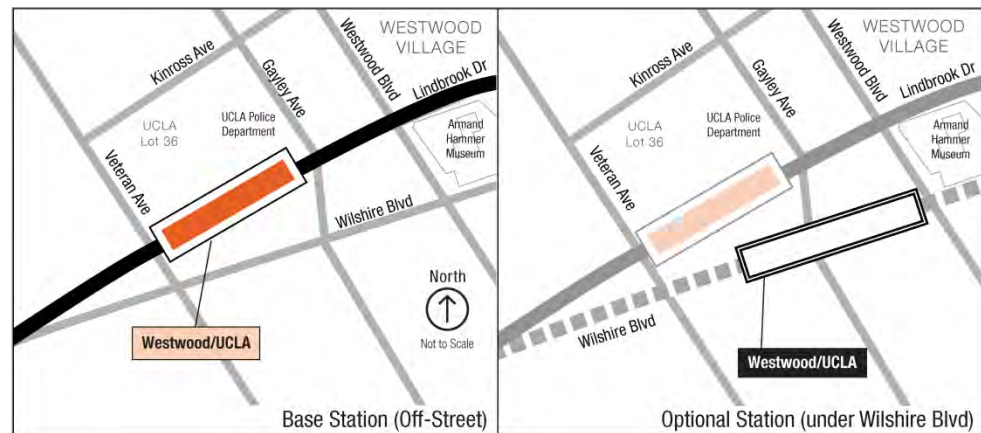 WESTWOOD
VILLAGE
Kinross Ave
Gayley Ave
Westwood Blvd
Lindbrook Dr
UCLA Police
Department
UCLA
Lot 36
Armand
Hammer
Museum
Veteran Ave
Wilshire Blvd
North
Not to Scale
Westwood/UCLA
Base Station (Off-Street)
WESTWOOD
VILLAGE
Kinross Ave
Gayley Ave
Westwood Blvd
Lindbrook Dr
UCLA Police
Department
UCLA
Lot 36
Armand
Hammer
Museum
Veteran Ave
Wilshire Blvd
Westwood/UCLA
Optional Station (under Wilshire Blvd)